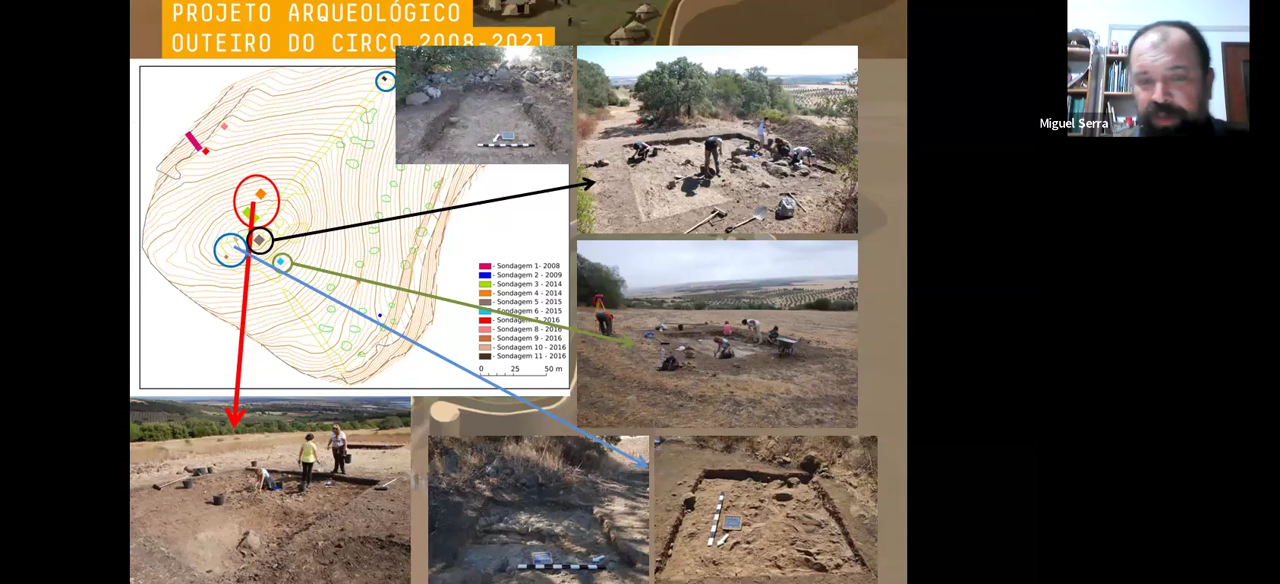 PROJETO ARQUEOLÓGICO
OUTEIRO DO CIRCO 2008-2021
Miguel Serra
- Sondagem 1- 2008
- Sondagem 2 - 2009
- Sondagem 3 - 2014
- Sondagem 4 - 2014
- Sondagem 5 - 2015
- Sondagem 6 - 2015
- Sondagem 7 - 2016
- Sondagem 8 - 2016
- Sondagem 9 - 2016
- Sondagem 10 - 2016
- Sondagem 11 - 2016
0 25 50 m